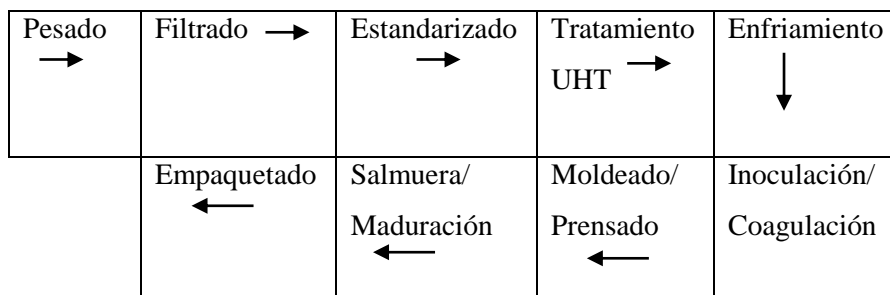 Pesado
Filtrado
Estandarizado
Tratamiento
UHT
Enfriamiento
Empaquetado
Salmuera/
Maduración
Moldeado/
Prensado
Inoculación/
Coagulación